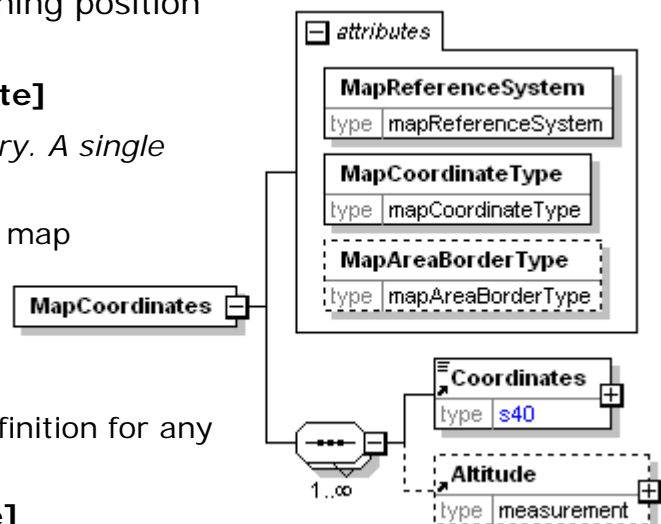 ning position
te]
ry. A single
map
finition for any
e]
attributes
MapReferenceSystem
type mapReferenceSystem
MapCoordinateType
type mapCoordinateType
MapAreaBorderType
type mapAreaBorderType
MapCoordinates
1..∞
Coordinates
type s40
Altitude
type measurement